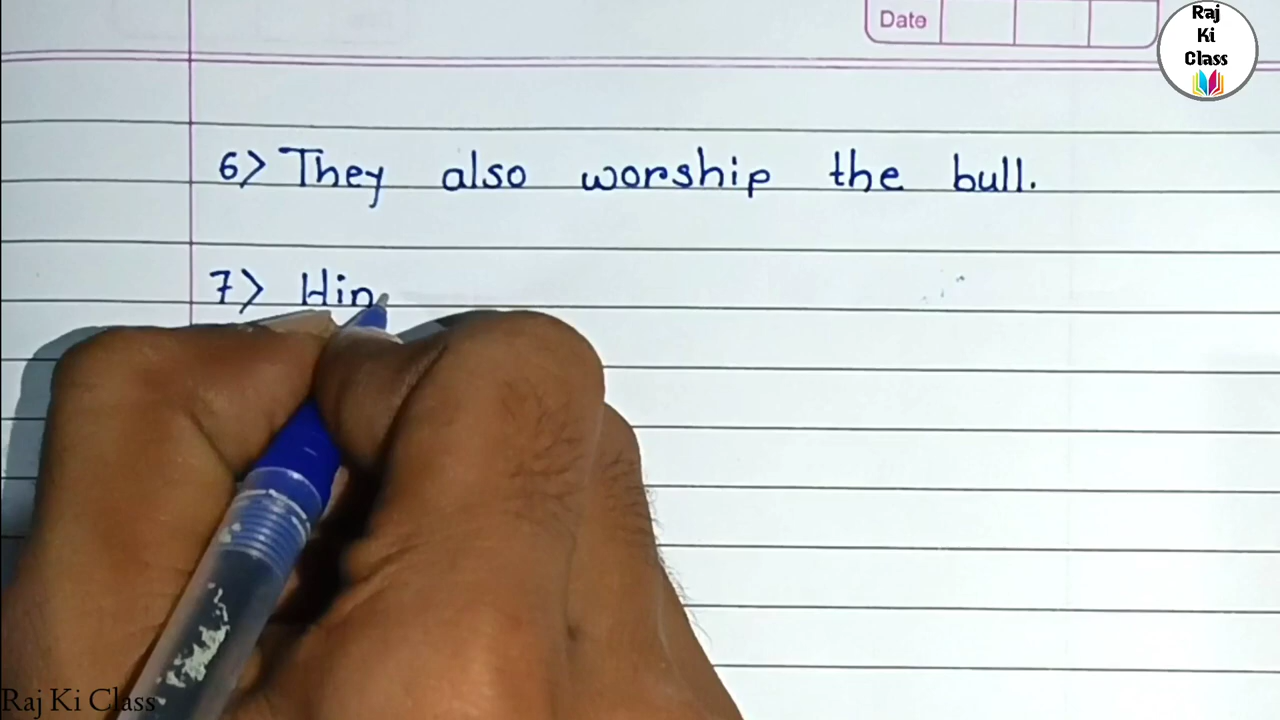 Date
Raj
Ki
Class
6> They also worship the bull.
7> Hin
Raj Ki Class